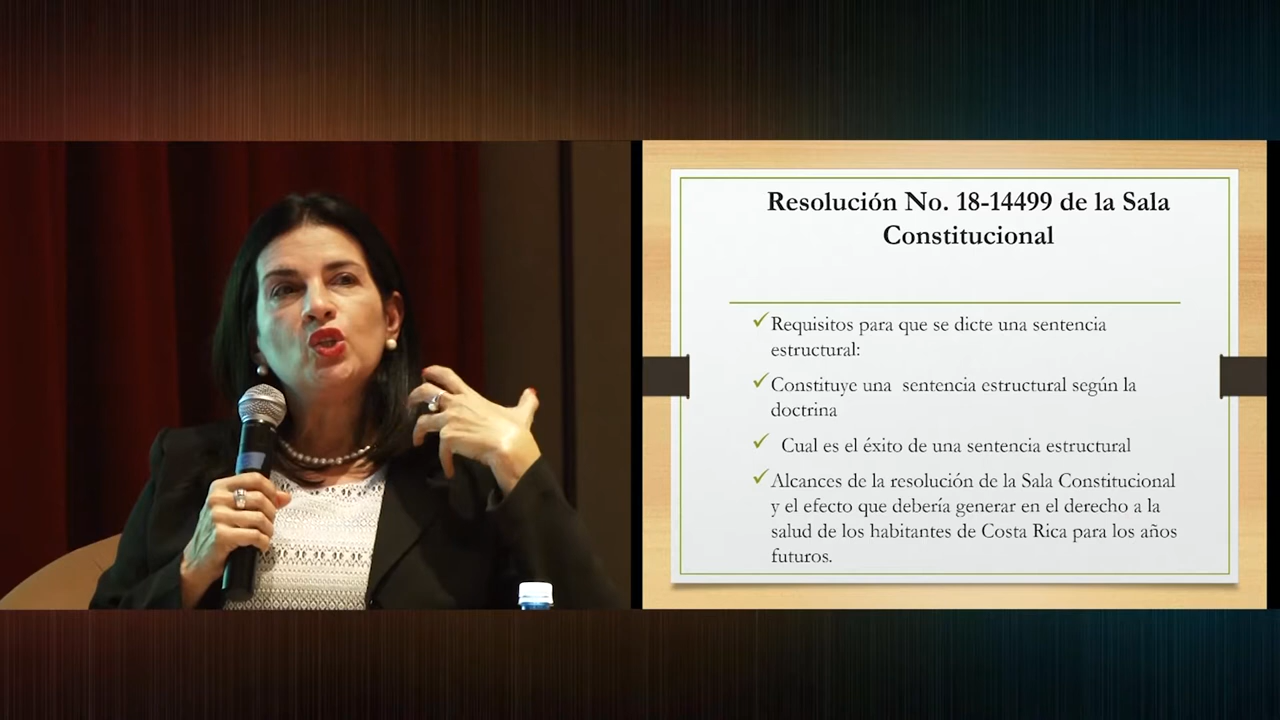 Resolución No. 18-14499 de la Sala
Constitucional
Requisitos para que se dicte una sentencia
estructural:
Constituye una sentencia estructural según la
doctrina
Cual es el éxito de una sentencia estructural
Alcances de la resolución de la Sala Constitucional
y el efecto que debería generar en el derecho a la
salud de los habitantes de Costa Rica para los años
futuros.